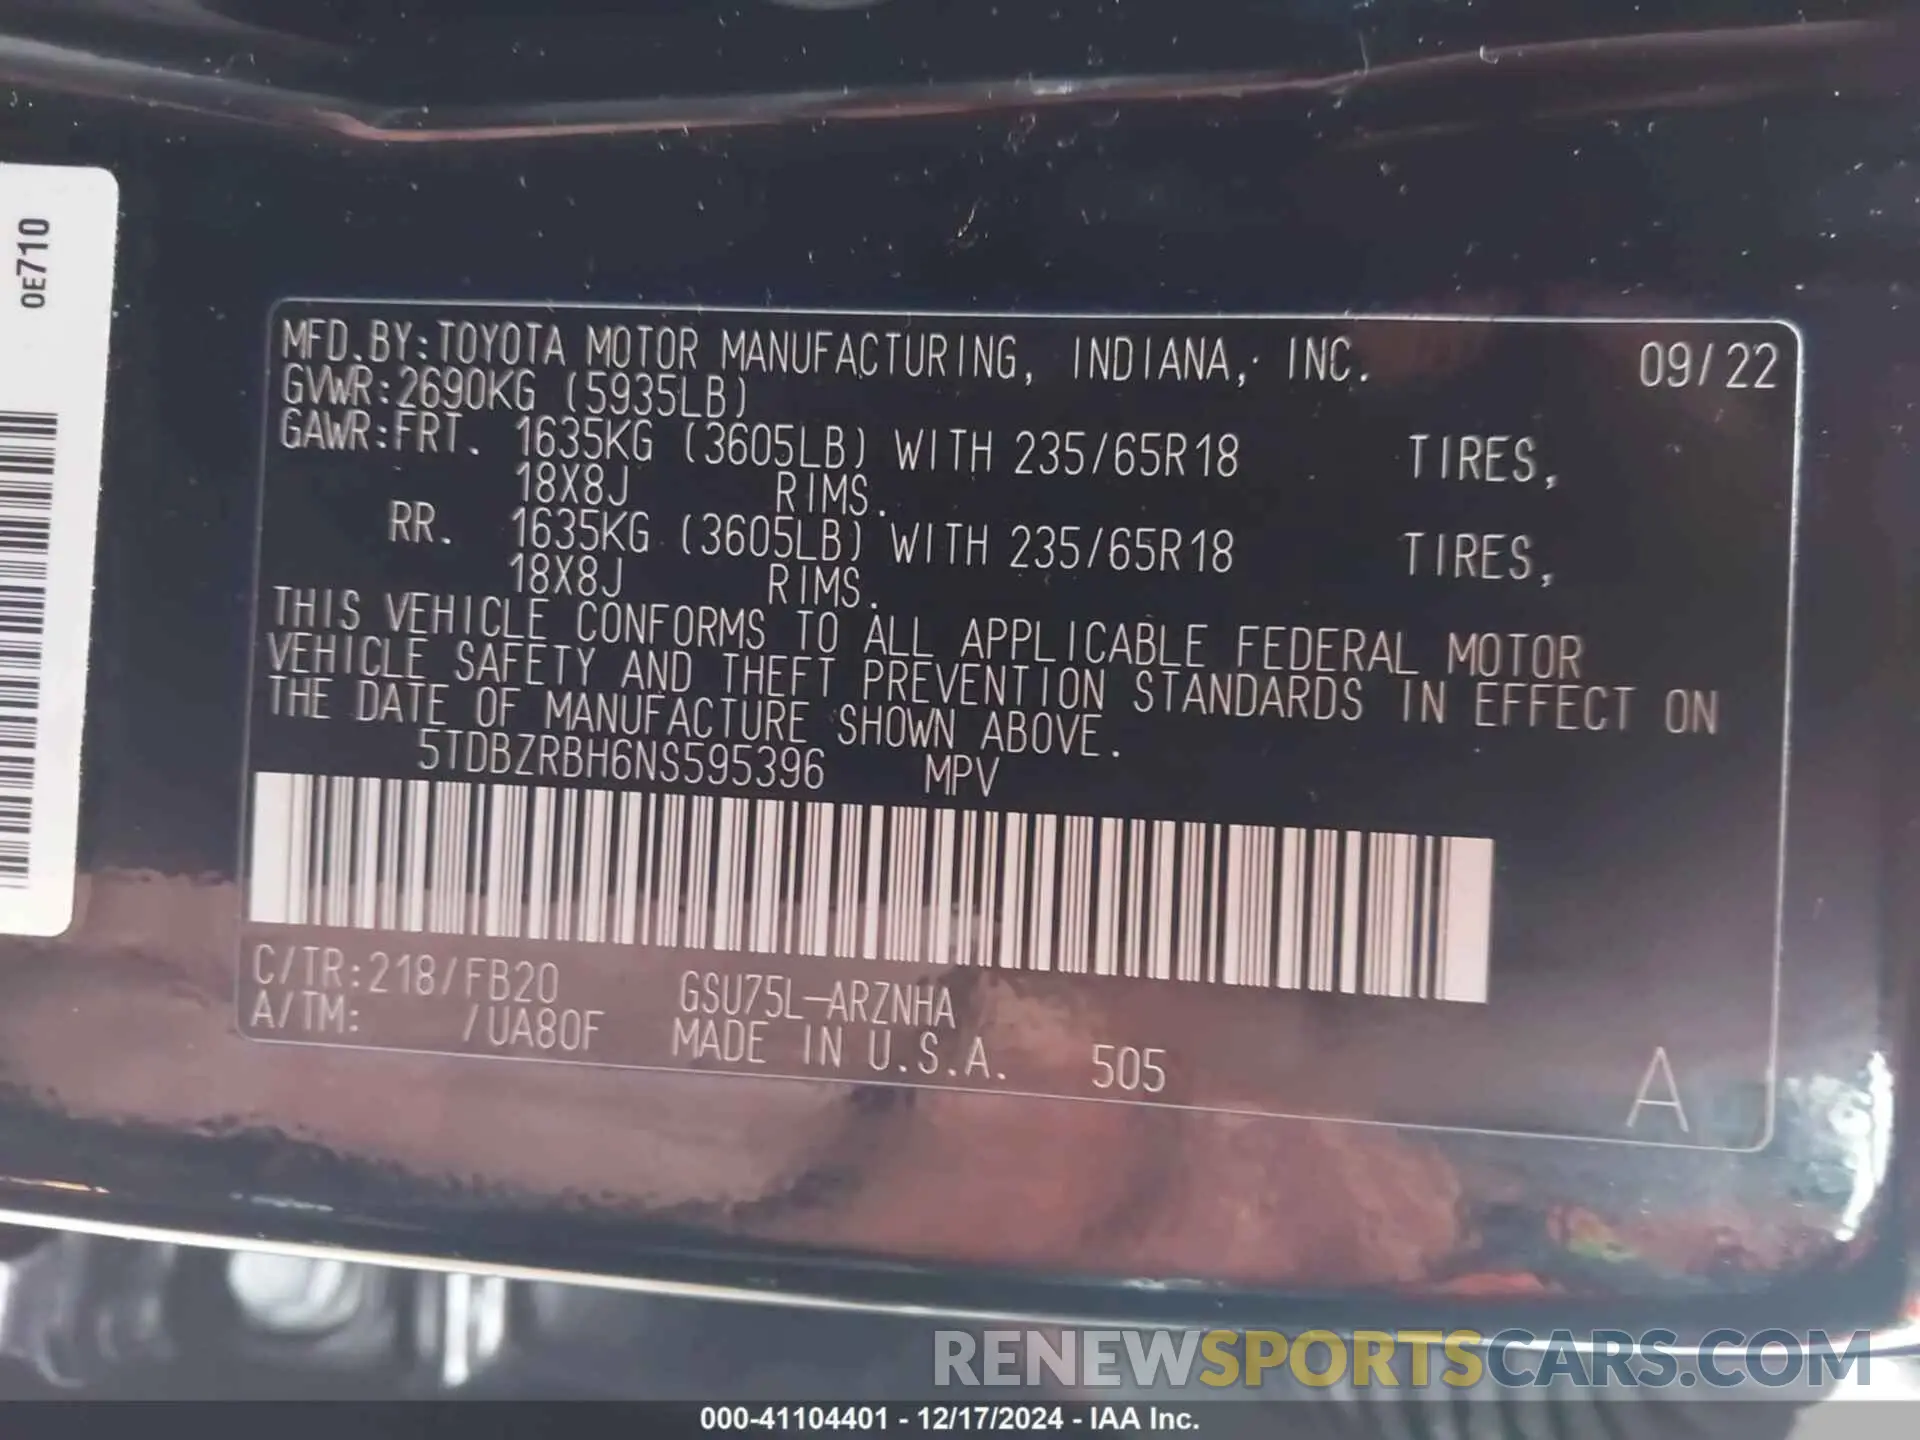 0E710
MFD.BY:TOYOTA MOTOR MANUFACTURING, INDIANA, INC. 09/22
GVWR:2690KG (5935LB)
GAWR:FRT. 1635KG (3605LB) WITH 235/65R18 TIRES,
18X8J RIMS.
RR. 1635KG (3605LB) WITH 235/65R18 TIRES,
18X8J RIMS.
THIS VEHICLE CONFORMS TO ALL APPLICABLE FEDERAL MOTOR
VEHICLE SAFETY AND THEFT PREVENTION STANDARDS IN EFFECT ON
THE DATE OF MANUFACTURE SHOWN ABOVE.
5TDBZRBH6NS595396 MPV
C/TR:218/FB20 GSU75L-ARZNHA
A/TM: /UA80F MADE IN U.S.A. 505 A
RENEWSPORTSCARS.COM
000-41104401 - 12/17/2024 - IAA Inc.